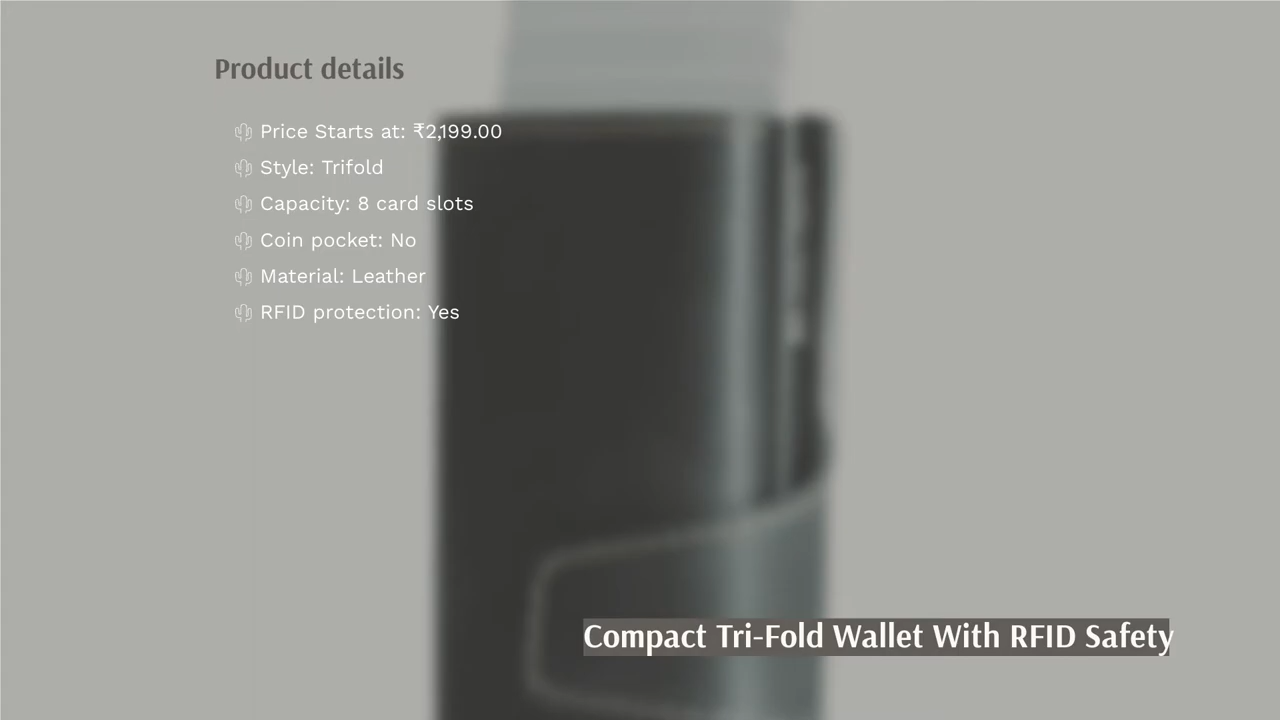 Product details
Price Starts at: ₹2,199.00
Style: Trifold
Capacity: 8 card slots
Coin pocket: No
Material: Leather
RFID protection: Yes
Compact Tri-Fold Wallet With RFID Safety